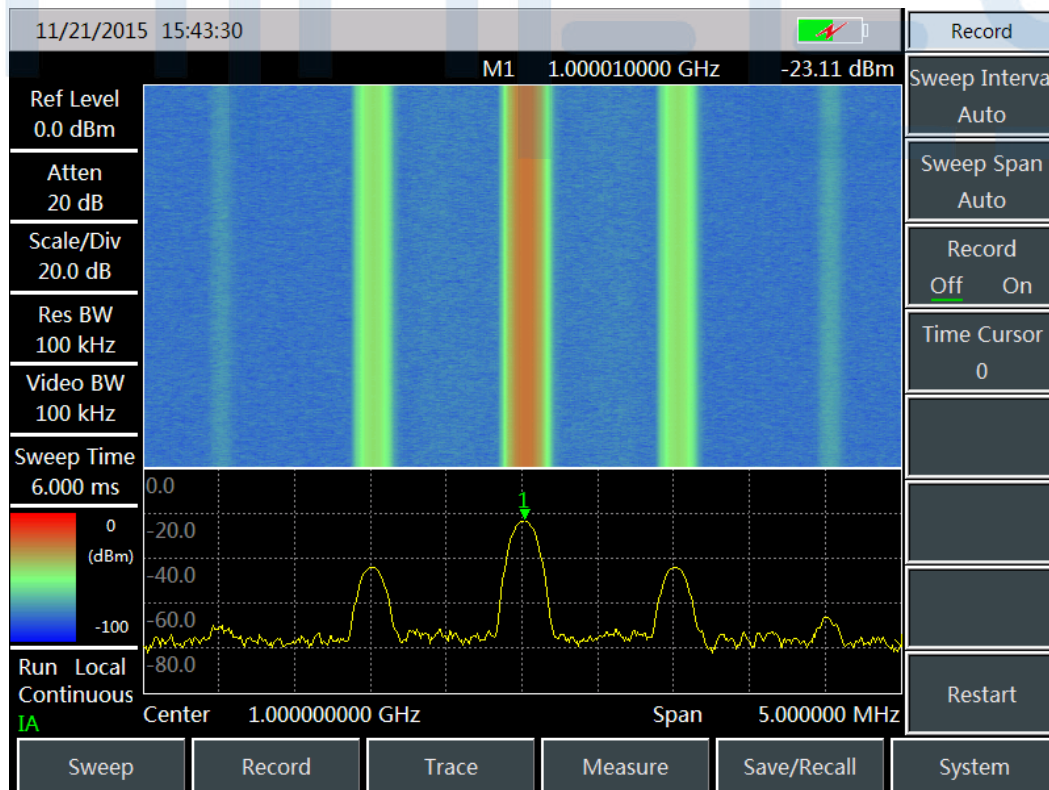 11/21/2015 15:43:30
M1 1.000010000 GHz -23.11 dBm
Ref Level
0.0 dBm
Atten
20 dB
Scale/Div
20.0 dB
Res BW
100 kHz
Video BW
100 kHz
Sweep Time
6.000 ms
0
(dBm)
-100
Run Local
Continuous
IA
0.0
-20.0
-40.0
-60.0
-80.0
1
Center 1.000000000 GHz Span 5.000000 MHz
Record
Sweep Interva
Auto
Sweep Span
Auto
Record
Off On
Time Cursor
0
Restart
Sweep Record Trace Measure Save/Recall System